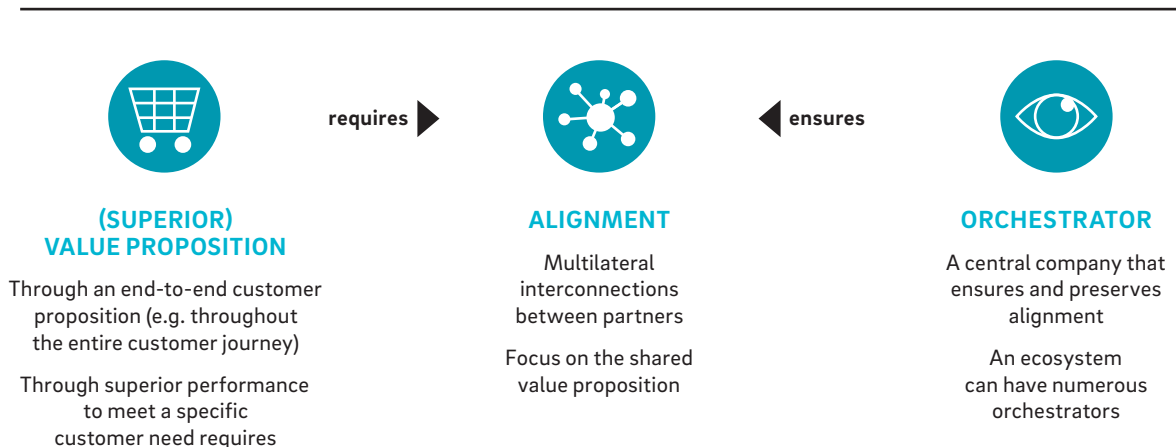 requires
ensures
(SUPERIOR)
VALUE PROPOSITION
Through an end-to-end customer
proposition (e.g. throughout
the entire customer journey)
Through superior performance
to meet a specific
customer need requires
ALIGNMENT
Multilateral
interconnections
between partners
Focus on the shared
value proposition
ORCHESTRATOR
A central company that
ensures and preserves
alignment
An ecosystem
can have numerous
orchestrators